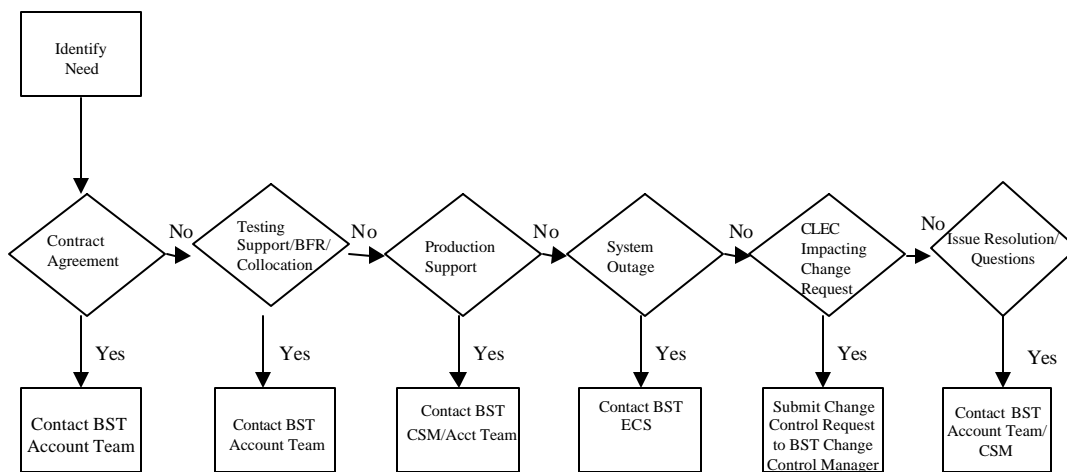 Identify
Need
Contract
Agreement
No
Testing
Support/BFR/
Collocation
No
Production
Support
No
System
Outage
No
CLEC
Impacting
Change
Request
No
Issue Resolution/
Questions
Yes
Yes
Yes
Yes
Yes
Yes
Contact BST
Account Team
Contact BST
Account Team
Contact BST
CSM/Acct Team
Contact BST
ECS
Submit Change
Control Request
to BST Change
Control Manager
Contact BST
Account Team/
CSM